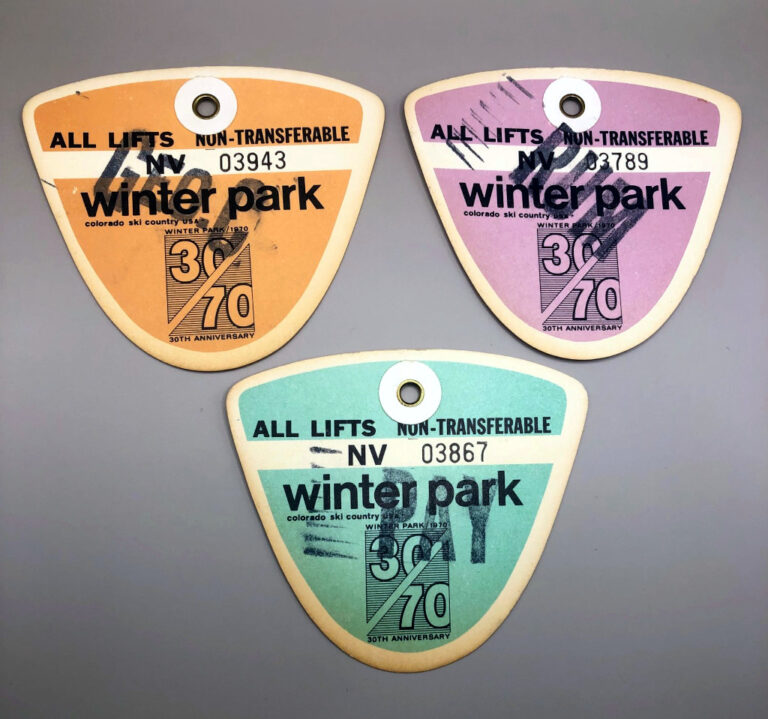 ALL LIFTS NON-TRANSFERABLE
NV 03943
winter park
colorado ski country USA
WINTER PARK/1970
30
70
30TH ANNIVERSARY
ALL LIFTS NON-TRANSFERABLE
NV 03789
winter park
colorado ski country USA
WINTER PARK/1970
30
70
30TH ANNIVERSARY
ALL LIFTS NON-TRANSFERABLE
NV 03867
winter park
colorado ski country USA
WINTER PARK/1970
30
70
30TH ANNIVERSARY